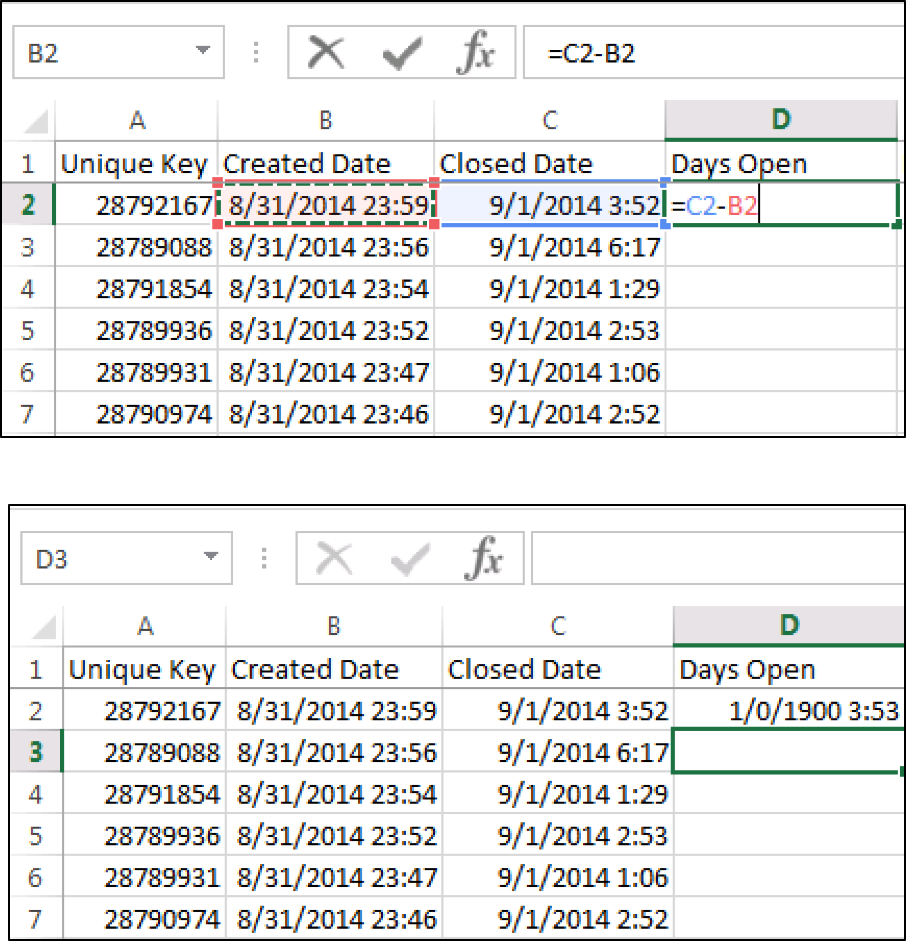 B2 fx =C2-B2
A B C D
1 Unique Key Created Date Closed Date Days Open
2 28792167 8/31/2014 23:59 9/1/2014 3:52 =C2-B2
3 28789088 8/31/2014 23:56 9/1/2014 6:17
4 28791854 8/31/2014 23:54 9/1/2014 1:29
5 28789936 8/31/2014 23:52 9/1/2014 2:53
6 28789931 8/31/2014 23:47 9/1/2014 1:06
7 28790974 8/31/2014 23:46 9/1/2014 2:52
D3 fx
A B C D
1 Unique Key Created Date Closed Date Days Open
2 28792167 8/31/2014 23:59 9/1/2014 3:52 1/0/1900 3:53
3 28789088 8/31/2014 23:56 9/1/2014 6:17
4 28791854 8/31/2014 23:54 9/1/2014 1:29
5 28789936 8/31/2014 23:52 9/1/2014 2:53
6 28789931 8/31/2014 23:47 9/1/2014 1:06
7 28790974 8/31/2014 23:46 9/1/2014 2:52